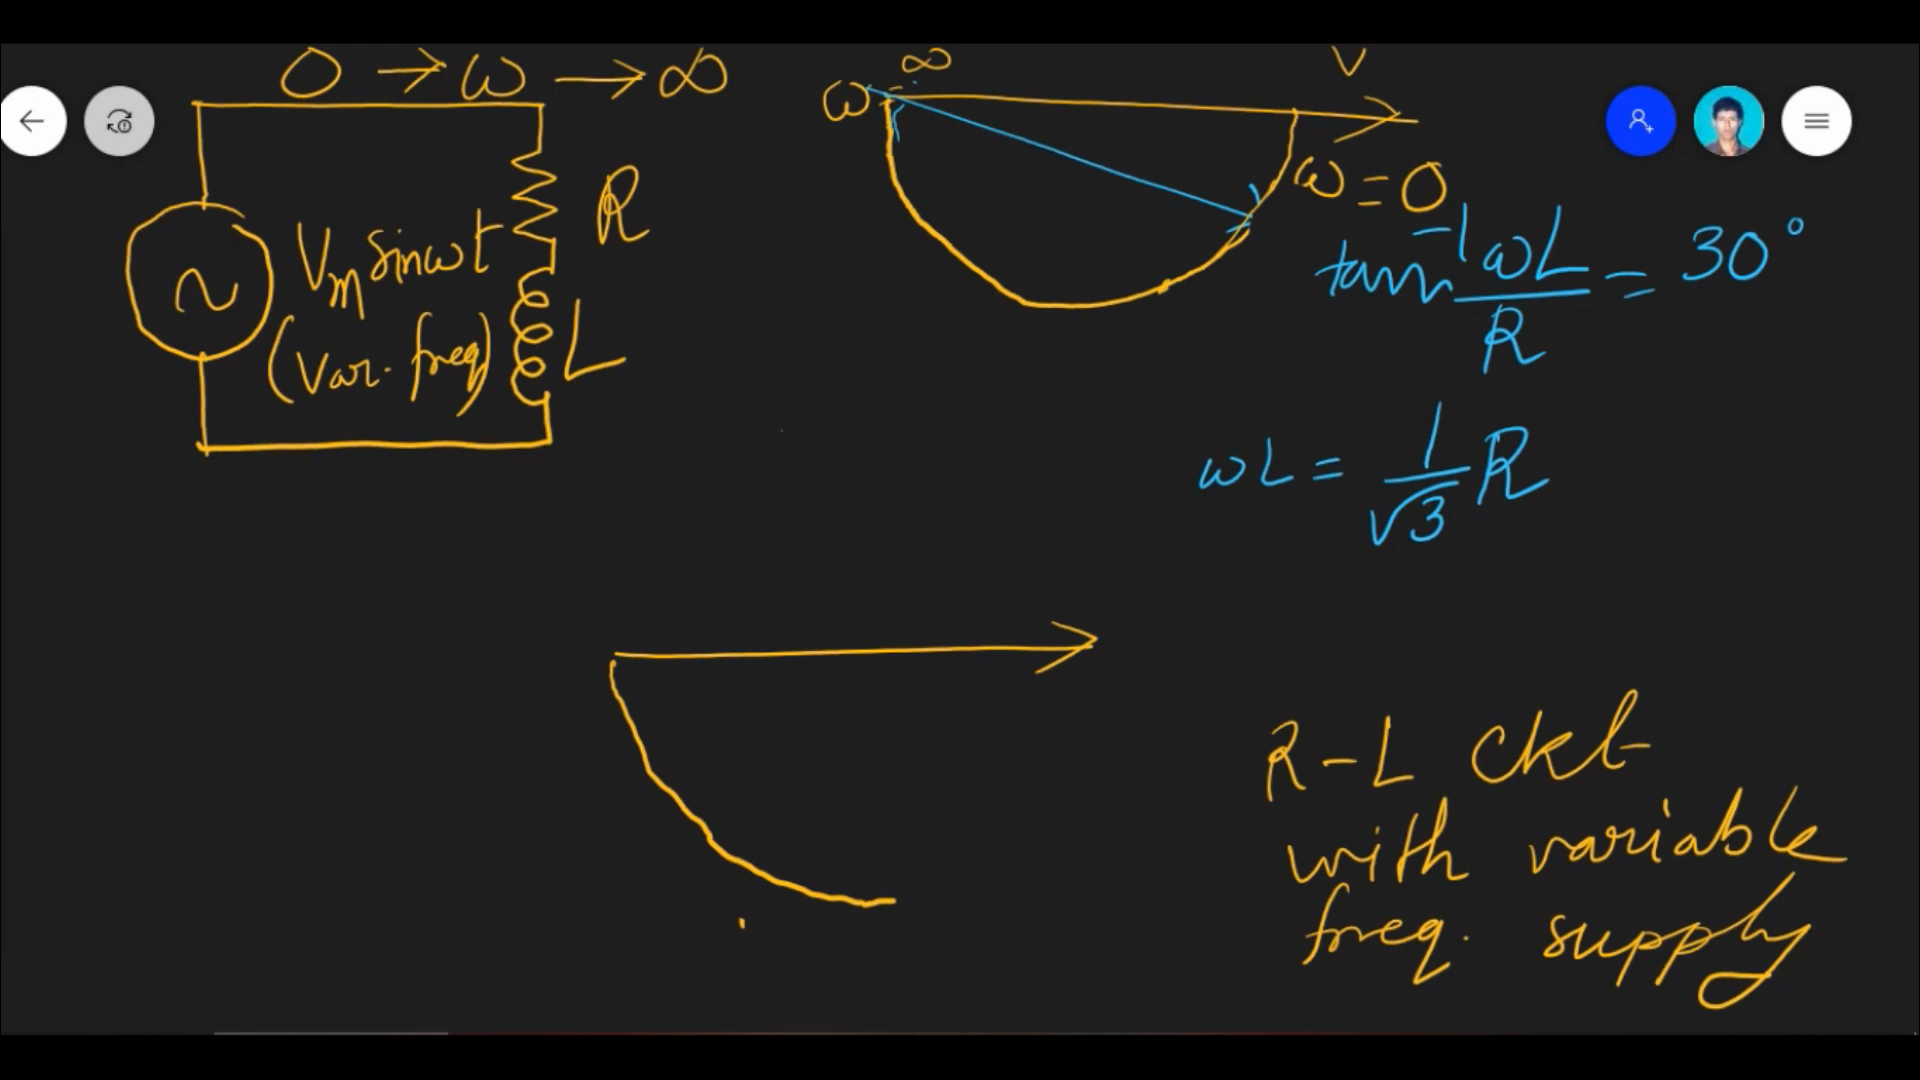 0 → ω → ∞
R
Vm sinωt
(Var. freq)
L
ω = ∞
V
ω = 0
tan⁻¹ ωL/R = 30°
ωL = 1/√3 R
R-L ckt
with variable
freq. supply